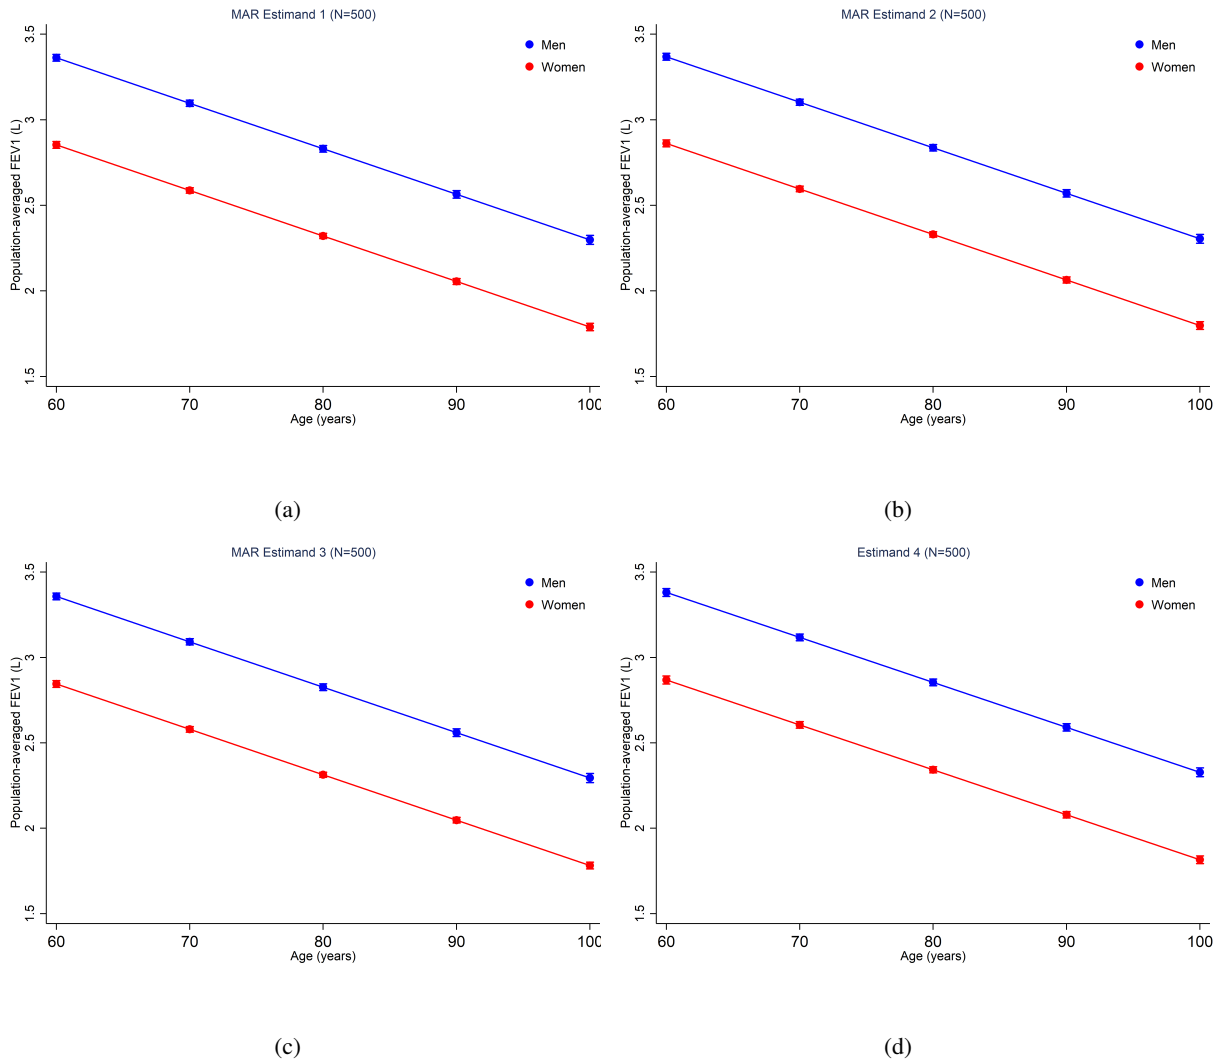 MAR Estimand 1 (N=500)
Population-averaged FEV1 (L)
3.5
3
2.5
2
1.5
Men
Women
60 70 80 90 100
Age (years)
(a)
MAR Estimand 2 (N=500)
Population-averaged FEV1 (L)
3.5
3
2.5
2
1.5
Men
Women
60 70 80 90 100
Age (years)
(b)
MAR Estimand 3 (N=500)
Population-averaged FEV1 (L)
3.5
3
2.5
2
1.5
Men
Women
60 70 80 90 100
Age (years)
(c)
Estimand 4 (N=500)
Population-averaged FEV1 (L)
3.5
3
2.5
2
1.5
Men
Women
60 70 80 90 100
Age (years)
(d)